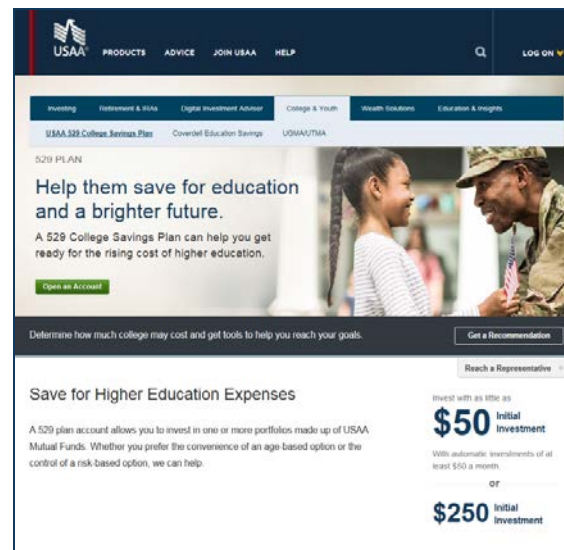 USAA® PRODUCTS ADVICE JOIN USAA HELP LOG ON
Investing Retirement & IRAs Digital Investment Adviser College & Youth Wealth Solutions Education & Insights
USAA 529 College Savings Plan Coverdell Education Savings UGMA/UTMA
529 PLAN
Help them save for education
and a brighter future.
A 529 College Savings Plan can help you get
ready for the rising cost of higher education.
Open an Account
Determine how much college may cost and get tools to help you reach your goals. Get a Recommendation
Reach a Representative
Save for Higher Education Expenses
A 529 plan account allows you to invest in one or more portfolios made up of USAA
Mutual Funds. Whether you prefer the convenience of an age-based option or the
control of a risk-based option, we can help.
Invest with as little as
$50 Initial
Investment
With automatic investments of at
least $50 a month.
or
$250 Initial
Investment